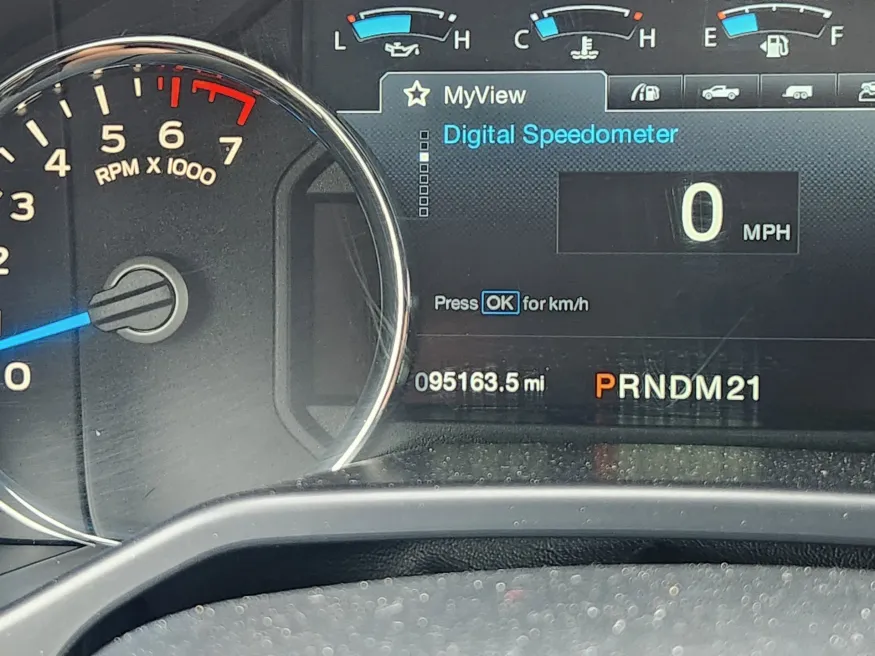 L H C H E F
MyView
Digital Speedometer
5 6 7
4
RPM X 1000
3
2
0 MPH
Press OK for km/h
0
095163.5 mi PRNDM21